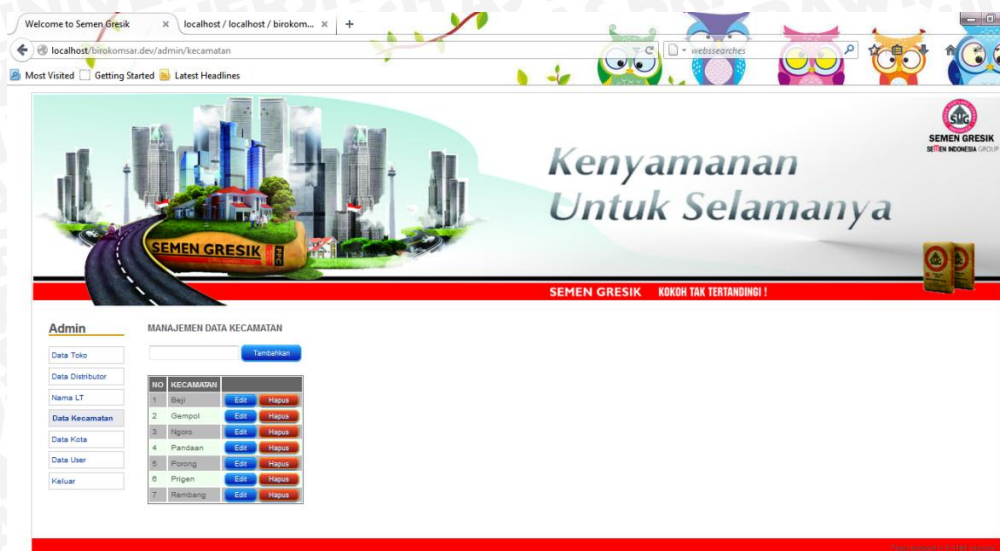 Welcome to Semen Gresik
localhost / localhost / birokom...
localhost/birokomsar.dev/admin/kecamatan
webssearches
Most Visited
Getting Started
Latest Headlines
SMG
SEMEN GRESIK
SEMEN INDONESIA GROUP
Kenyamanan
Untuk Selamanya
SEMEN GRESIK
PPC
SEMEN GRESIK KOKOH TAK TERTANDINGI !
Admin
Data Toko
Data Distributor
Nama LT
Data Kecamatan
Data Kota
Data User
Keluar
MANAJEMEN DATA KECAMATAN
Tambahkan
NO KECAMATAN
1 Beji Edit Hapus
2 Gempol Edit Hapus
3 Ngoro Edit Hapus
4 Pandaan Edit Hapus
5 Porong Edit Hapus
6 Prigen Edit Hapus
7 Rembang Edit Hapus